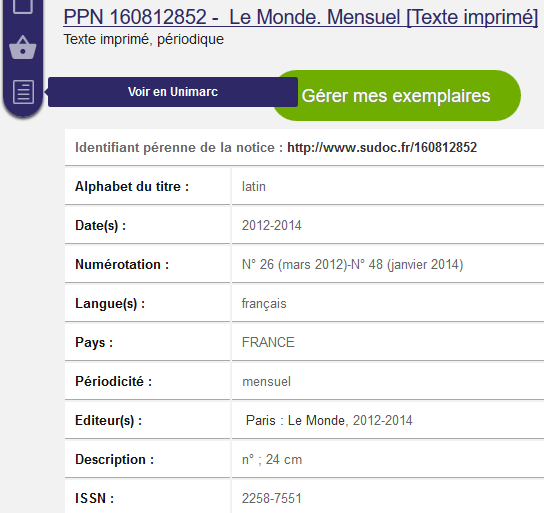 PPN 160812852 - Le Monde. Mensuel [Texte imprimé]
Texte imprimé, périodique
Voir en Unimarc
Gérer mes exemplaires
Identifiant pérenne de la notice : http://www.sudoc.fr/160812852
Alphabet du titre : latin
Date(s) : 2012-2014
Numérotation : N° 26 (mars 2012)-N° 48 (janvier 2014)
Langue(s) : français
Pays : FRANCE
Périodicité : mensuel
Editeur(s) : Paris : Le Monde, 2012-2014
Description : n° ; 24 cm
ISSN : 2258-7551